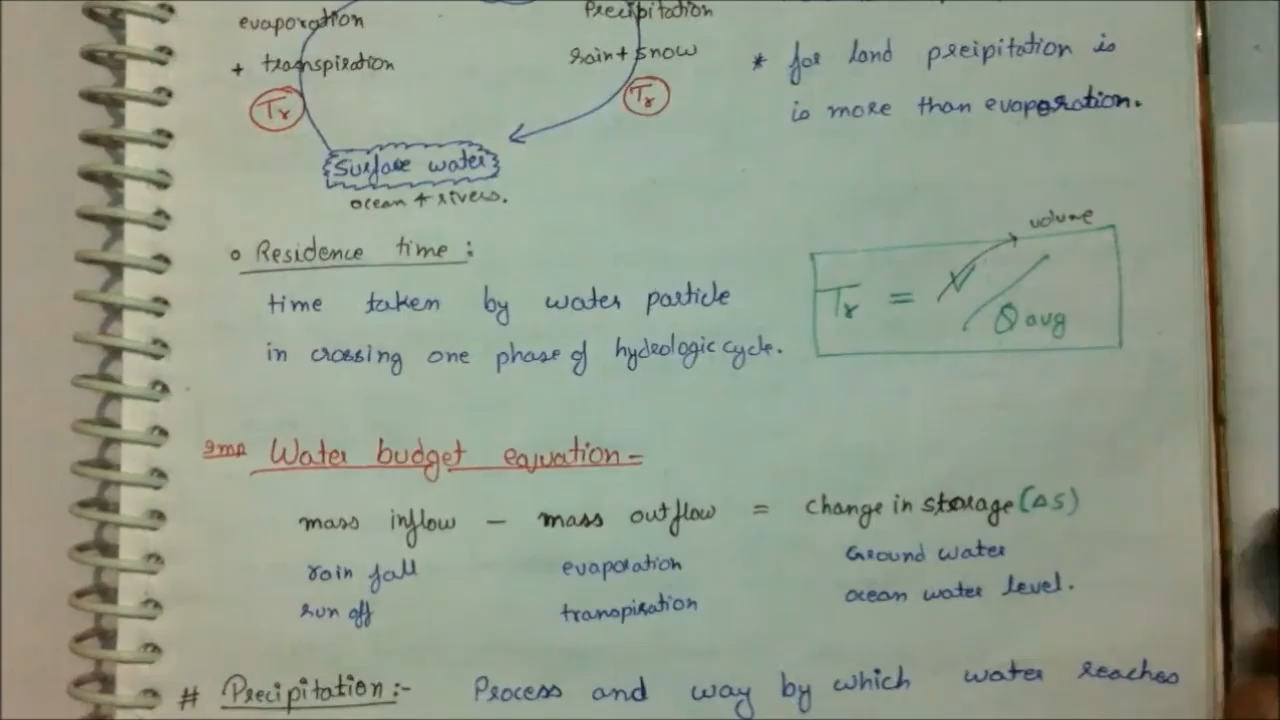 evaporation
+ transpiration
Tr
Precipitation
rain + snow
Tr
* for land preipitation is
is more than evaporation.
Surface water
ocean + rivers.
Residence time :
time taken by water particle
in crossing one phase of hydrologic cycle.
volume
Tr = V / Q avg
Imp Water budget equation -
mass inflow - mass outflow = change in storage (ΔS)
rain fall evaporation Ground water
run off transpiration ocean water level.
# Precipitation :- Process and way by which water reaches